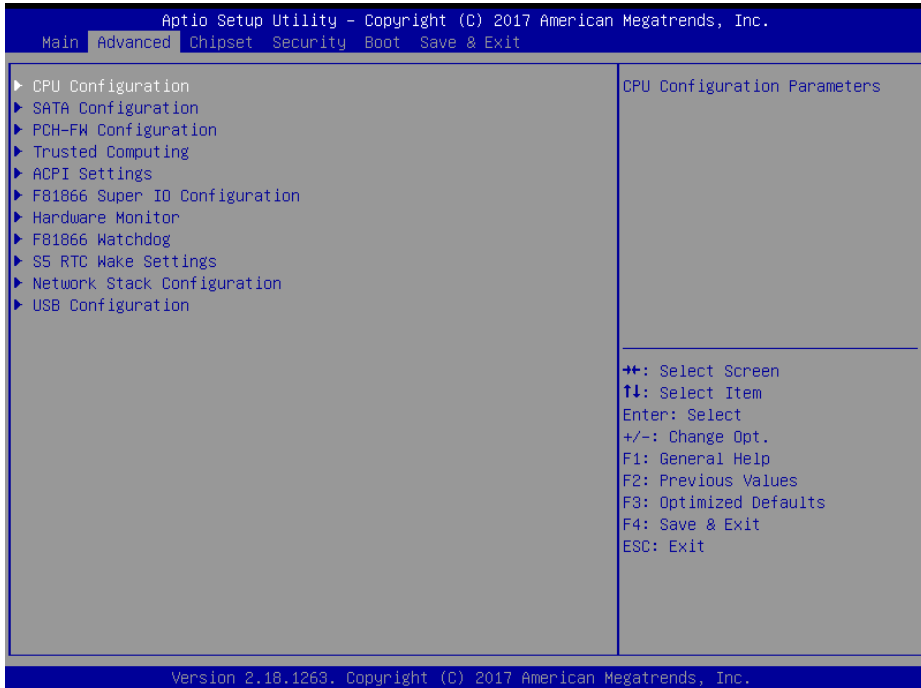 Aptio Setup Utility – Copyright (C) 2017 American Megatrends, Inc.
Main Advanced Chipset Security Boot Save & Exit
▶ CPU Configuration
▶ SATA Configuration
▶ PCH-FW Configuration
▶ Trusted Computing
▶ ACPI Settings
▶ F81866 Super IO Configuration
▶ Hardware Monitor
▶ F81866 Watchdog
▶ S5 RTC Wake Settings
▶ Network Stack Configuration
▶ USB Configuration
CPU Configuration Parameters
→←: Select Screen
↑↓: Select Item
Enter: Select
+/-: Change Opt.
F1: General Help
F2: Previous Values
F3: Optimized Defaults
F4: Save & Exit
ESC: Exit
Version 2.18.1263. Copyright (C) 2017 American Megatrends, Inc.